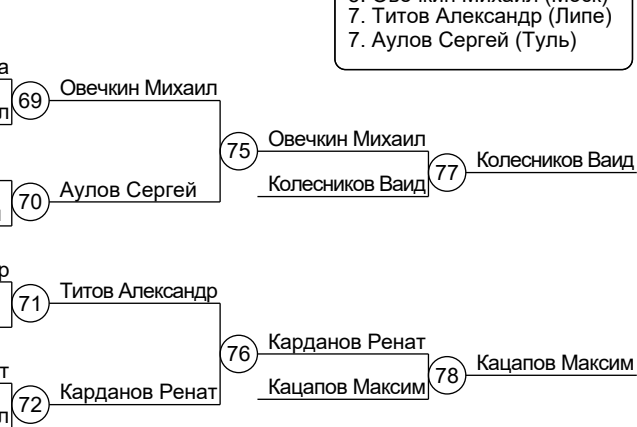 7. Титов Александр (Липе)
7. Аулов Сергей (Туль)
69
Овечкин Михаил
75
Овечкин Михаил
77
Колесников Ваид
Колесников Ваид
70
Аулов Сергей
71
Титов Александр
76
Карданов Ренат
78
Кацапов Максим
Кацапов Максим
72
Карданов Ренат